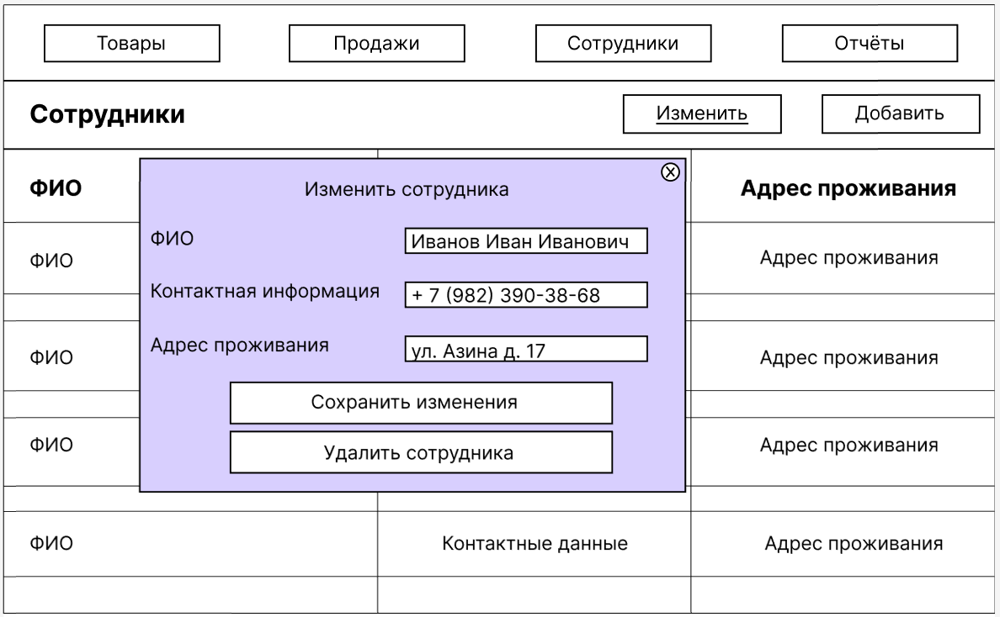 Товары
Продажи
Сотрудники
Отчёты
Сотрудники
Изменить
Добавить
ФИО
Адрес проживания
Изменить сотрудника
ФИО
Иванов Иван Иванович
Контактная информация
+ 7 (982) 390-38-68
Адрес проживания
ул. Азина д. 17
Сохранить изменения
Удалить сотрудника
ФИО
Адрес проживания
ФИО
Адрес проживания
ФИО
Адрес проживания
ФИО
Контактные данные
Адрес проживания